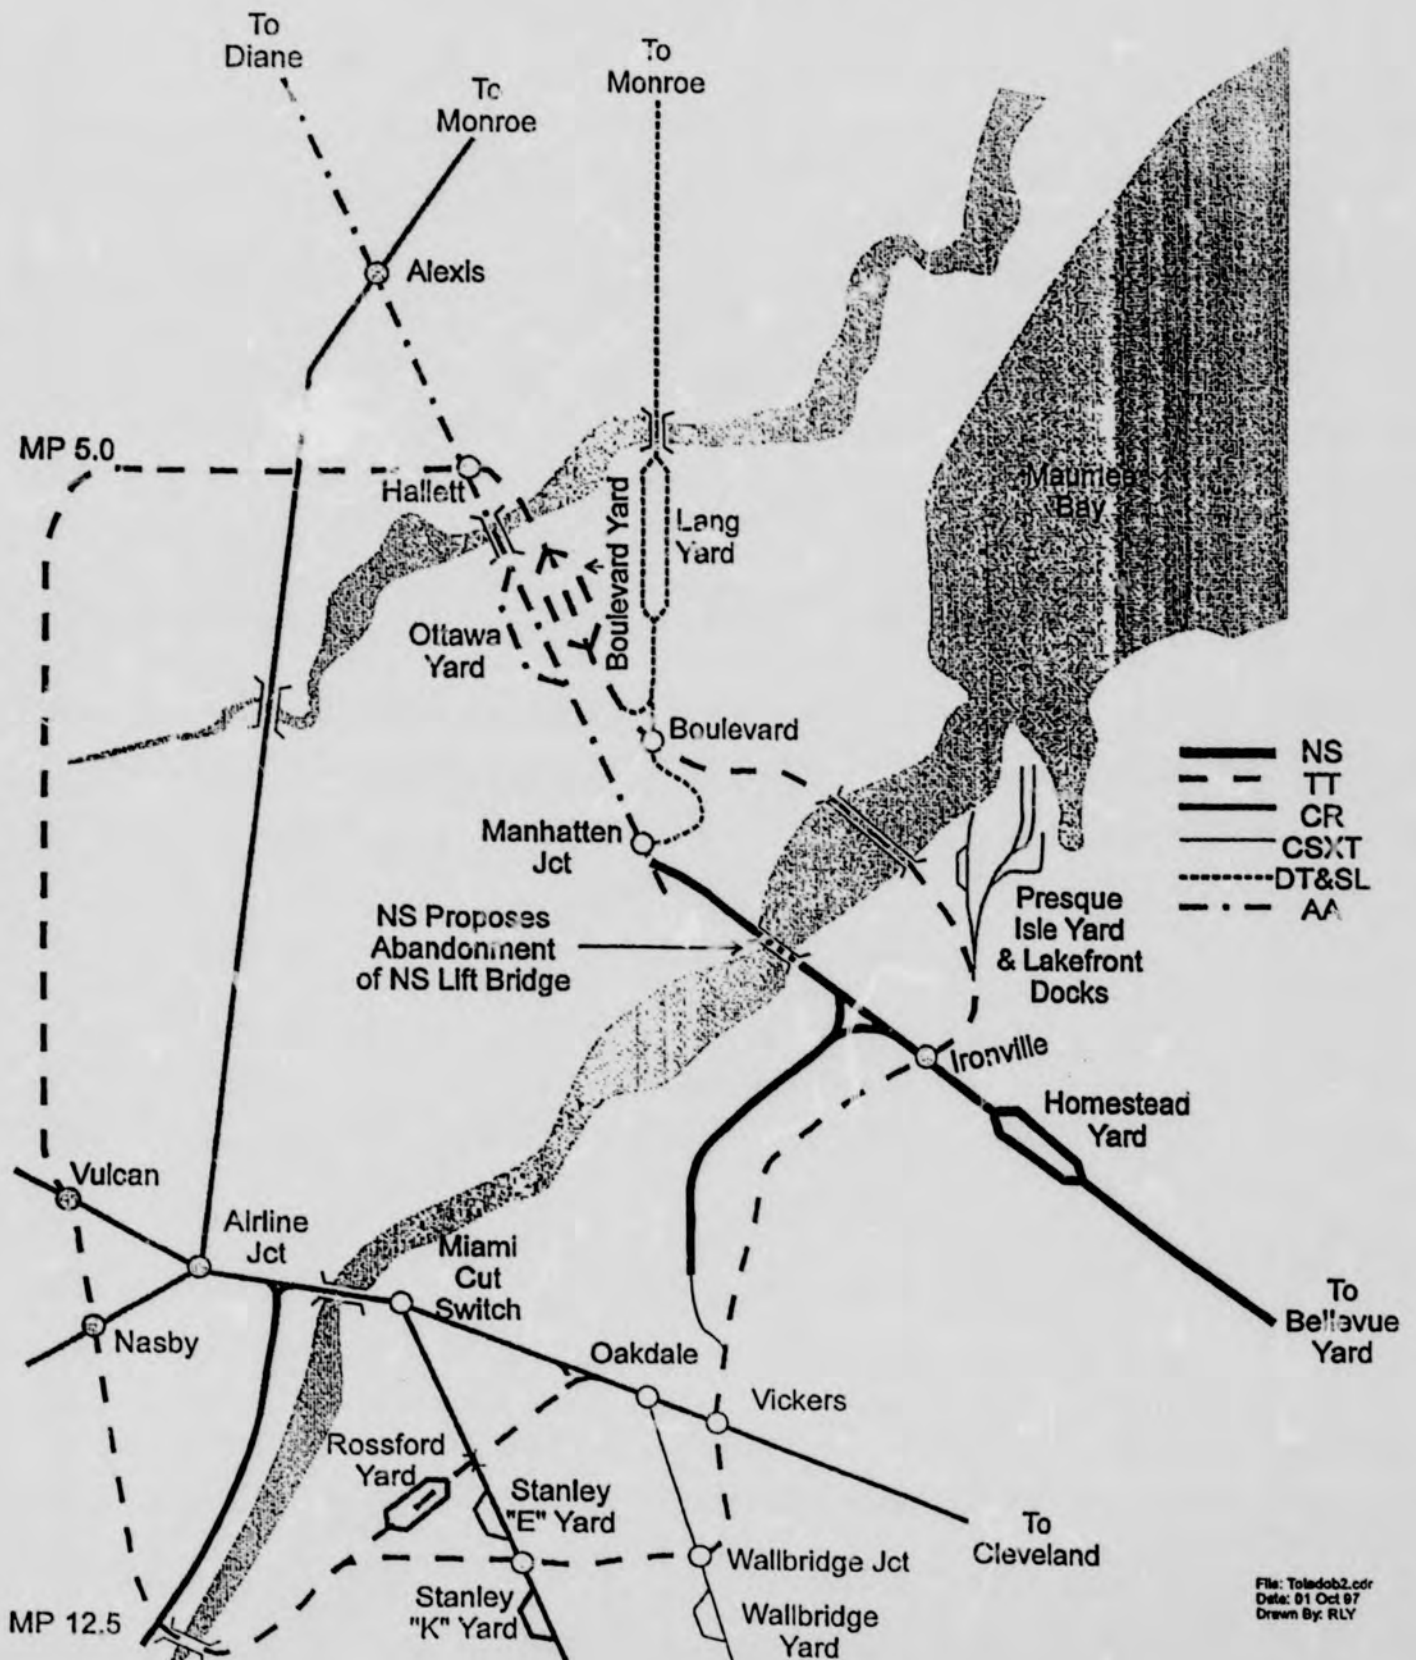 To
Diane
To
Monroe
To
Monroe
Alexis
MP 5.0
Hallett
Boulevard Yard
Lang
Yard
Maumee
Bay
Ottawa
Yard
Boulevard
NS
TT
CR
CSXT
DT&SL
AA
Manhatten
Jct
NS Proposes
Abandonment
of NS Lift Bridge
Presque
Isle Yard
& Lakefront
Docks
Ironville
Homestead
Yard
Vulcan
Airline
Jct
Miami
Cut
Switch
Nasby
To
Bellevue
Yard
Oakdale
Vickers
Rossford
Yard
Stanley
"E" Yard
To
Cleveland
Wallbridge Jct
Stanley
"K" Yard
Wallbridge
Yard
MP 12.5
File: Toledob2.cdr
Date: 01 Oct 97
Drawn By: RLY